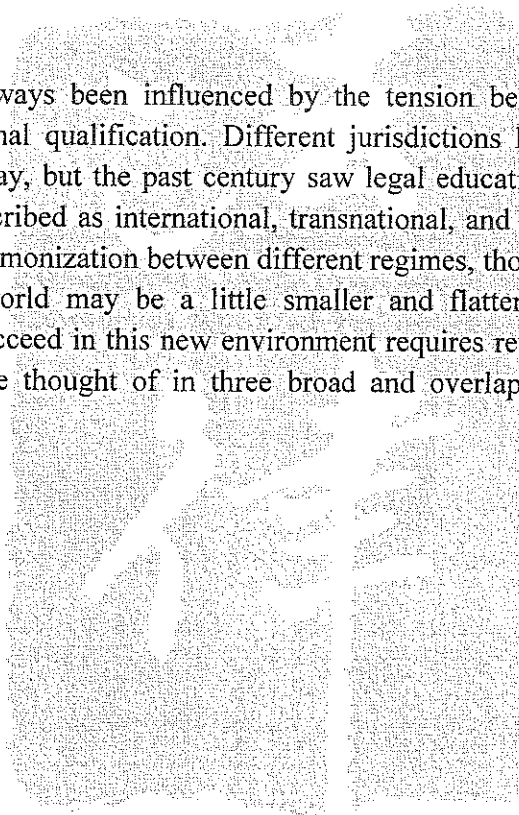 ways been influenced by the tension be
nal qualification. Different jurisdictions
ay, but the past century saw legal educat
cribed as international, transnational, and
monization between different regimes, tho
orld may be a little smaller and flatter
cceed in this new environment requires re
e thought of in three broad and overlap